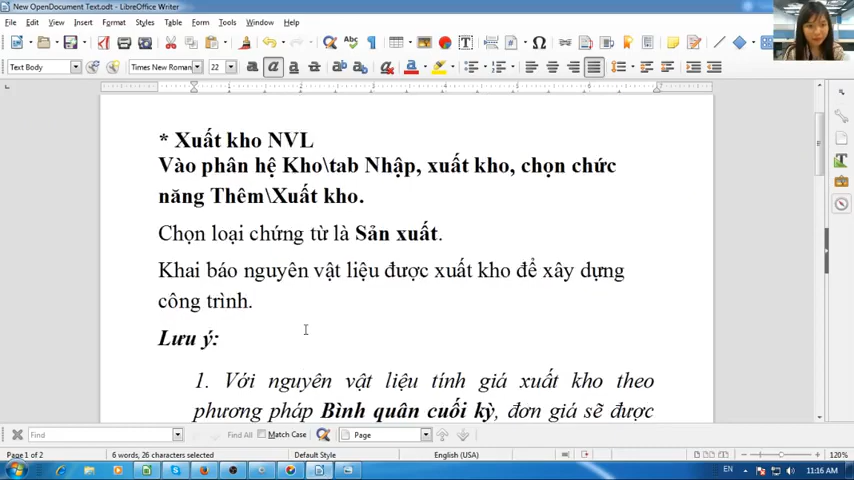 New OpenDocument Text.odt - LibreOffice Writer
File Edit View Insert Format Styles Table Form Tools Window Help
Text Body Times New Roman 22
* Xuất kho NVL
Vào phân hệ Kho\tab Nhập, xuất kho, chọn chức
năng Thêm\Xuất kho.
Chọn loại chứng từ là Sản xuất.
Khai báo nguyên vật liệu được xuất kho để xây dựng
công trình.
Lưu ý:
1. Với nguyên vật liệu tính giá xuất kho theo
phương pháp Bình quân cuối kỳ, đơn giá sẽ được
Find Find All Match Case Page
Page 1 of 2 6 words, 26 characters selected Default Style English (USA) 120%
EN 11:16 AM